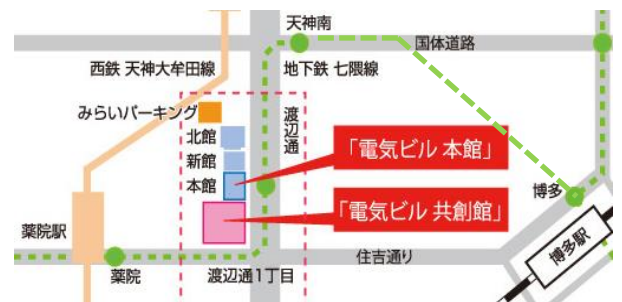 天神南
国体道路
西鉄 天神大牟田線
地下鉄 七隈線
みらいパーキング
渡辺通
北館
新館
本館
「電気ビル 本館」
「電気ビル 共創館」
博多
薬院駅
博多駅
住吉通り
薬院
渡辺通1丁目